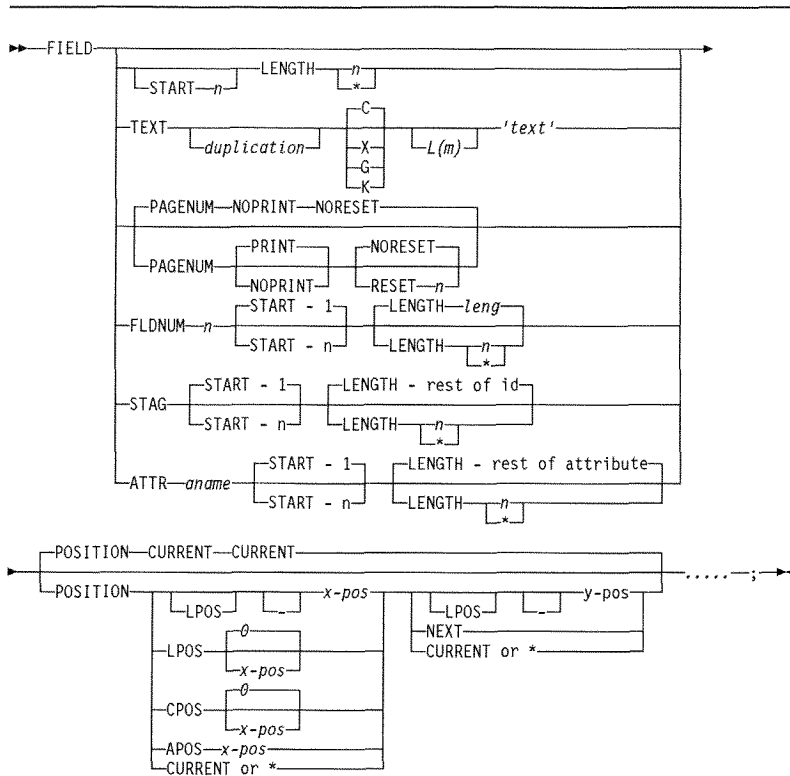 FIELD
LENGTH n
START n *
C
TEXT 'text'
duplication X L(m)
G
K
PAGENUM NOPRINT NORESET
PRINT NORESET
PAGENUM NOPRINT RESET n
START - 1 LENGTH leng
FLDNUM n
START - n LENGTH n
*
START - 1 LENGTH - rest of id
STAG
START - n LENGTH n
*
START - 1 LENGTH - rest of attribute
ATTR aname
START - n LENGTH n
*
POSITION CURRENT CURRENT
..... ;
POSITION x-pos y-pos
LPOS - LPOS -
0 NEXT
LPOS CURRENT or *
x-pos
0
CPOS
x-pos
APOS x-pos
CURRENT or *